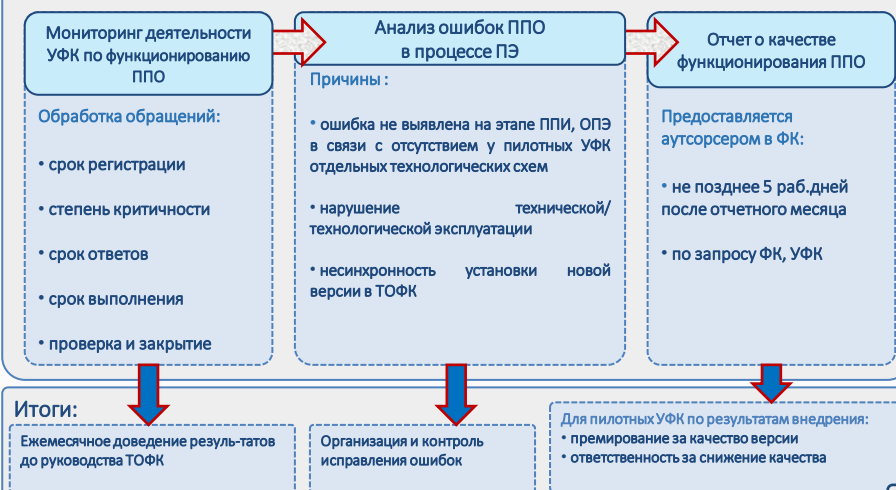 Мониторинг деятельности
УФК по функционированию
ППО
Обработка обращений:
• срок регистрации
• степень критичности
• срок ответов
• срок выполнения
• проверка и закрытие
Анализ ошибок ППО
в процессе ПЭ
Причины :
• ошибка не выявлена на этапе ППИ, ОПЭ
в связи с отсутствием у пилотных УФК
отдельных технологических схем
• нарушение технической/
технологической эксплуатации
• несинхронность установки новой
версии в ТОФК
Отчет о качестве
функционирования ППО
Предоставляется
аутсорсером в ФК:
• не позднее 5 раб.дней
после отчетного месяца
• по запросу ФК, УФК
Итоги:
Ежемесячное доведение резуль-татов
до руководства ТОФК
Организация и контроль
исправления ошибок
Для пилотных УФК по результатам внедрения:
• премирование за качество версии
• ответственность за снижение качества